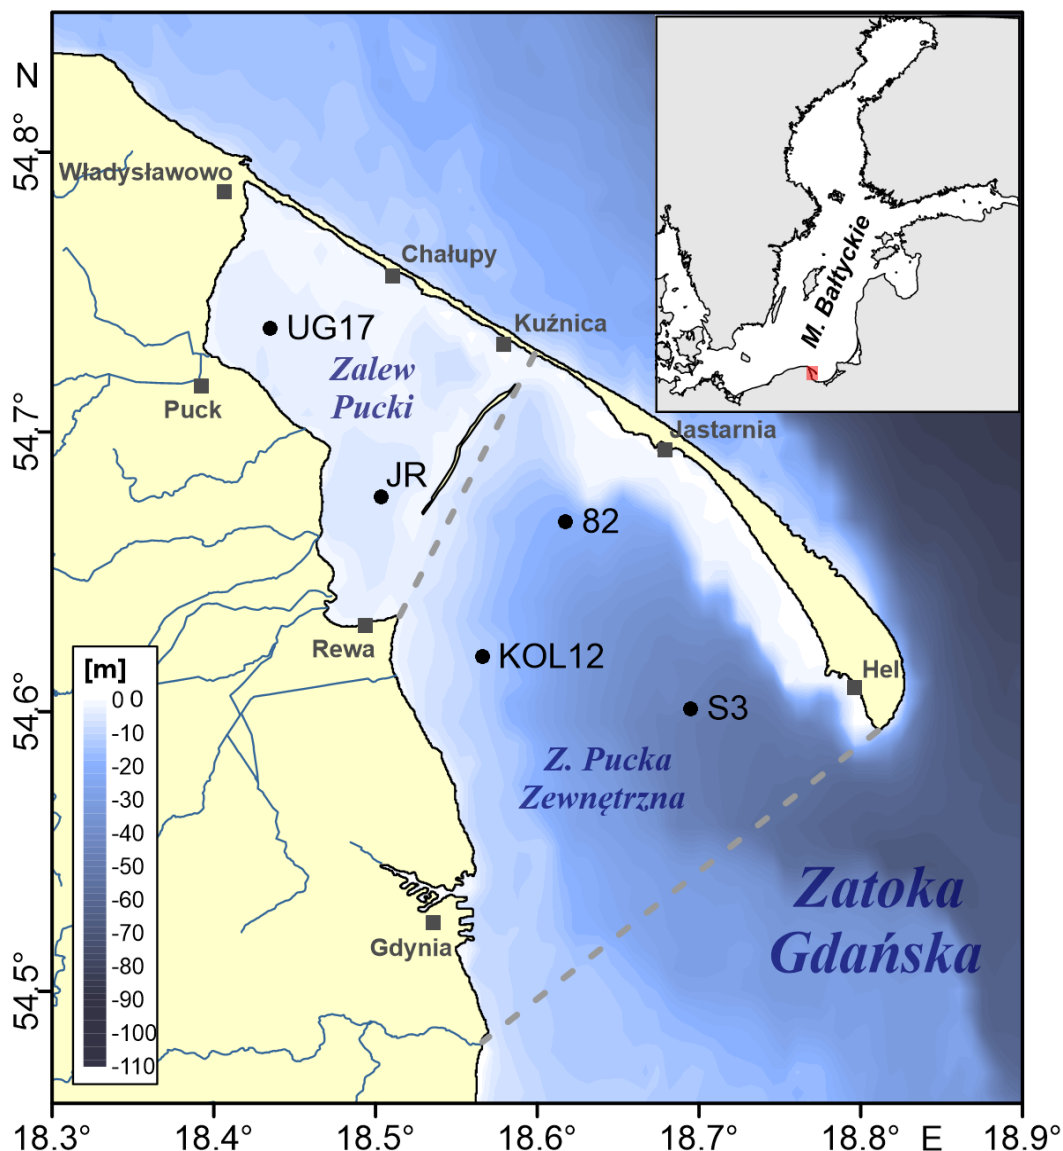 N
54,8°
54,7°
54,6°
54,5°
Władysławowo
Chałupy
Kuźnica
UG17
Zalew
Pucki
Puck
Jastarnia
JR
82
Rewa
KOL12
Hel
S3
Z. Pucka
Zewnętrzna
Zatoka
Gdańska
Gdynia
M. Bałtyckie
[m]
0 0
-10
-20
-30
-40
-50
-60
-70
-80
-90
-100
-110
18.3°
18.4°
18.5°
18.6°
18.7°
18.8°
E
18.9°